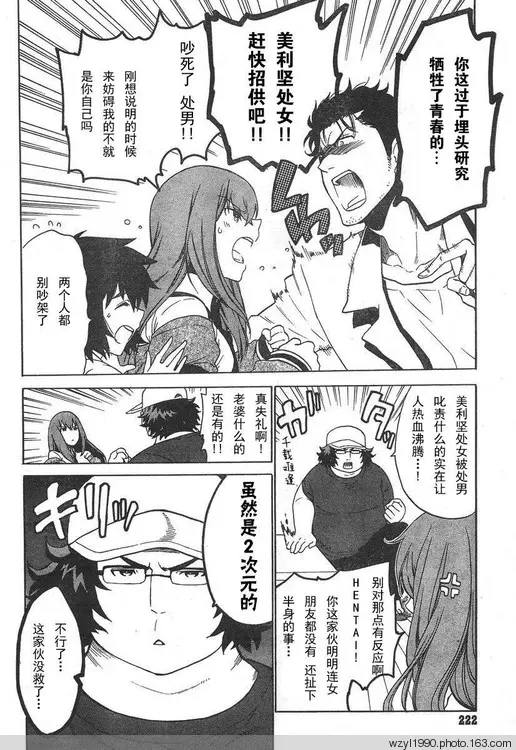 你这过于埋头研究
牺牲了青春的…
美利坚处女!!
赶快招供吧!!
吵死了 处男!!
刚想说明的时候
来妨碍我的不就
是你自己吗
两个人都
别吵架了
美利坚处女被处男
叱责什么的实在让
人热血沸腾…!
千载难逢
别对那点有反应啊
HENTAI!
你这家伙明明连女
朋友都没有 还扯下
半身的事…
真失礼啊!
老婆什么的
还是有的!!
虽然是2次元的
キリッ
不行了…
这家伙没救了…
222
wzyl1990.photo.163.com